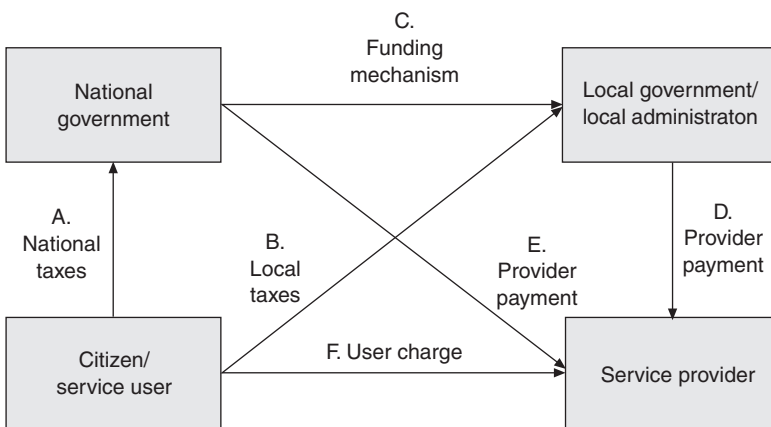 C.
Funding
mechanism
National
government
Local government/
local administraton
A.
National
taxes
B.
Local
taxes
E.
Provider
payment
D.
Provider
payment
Citizen/
service user
F. User charge
Service provider